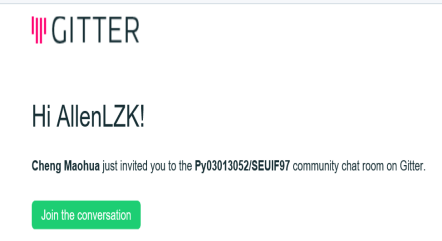 GITTER
Hi AllenLZK!
Cheng Maohua just invited you to the Py03013052/SEUIF97 community chat room on Gitter.
Join the conversation